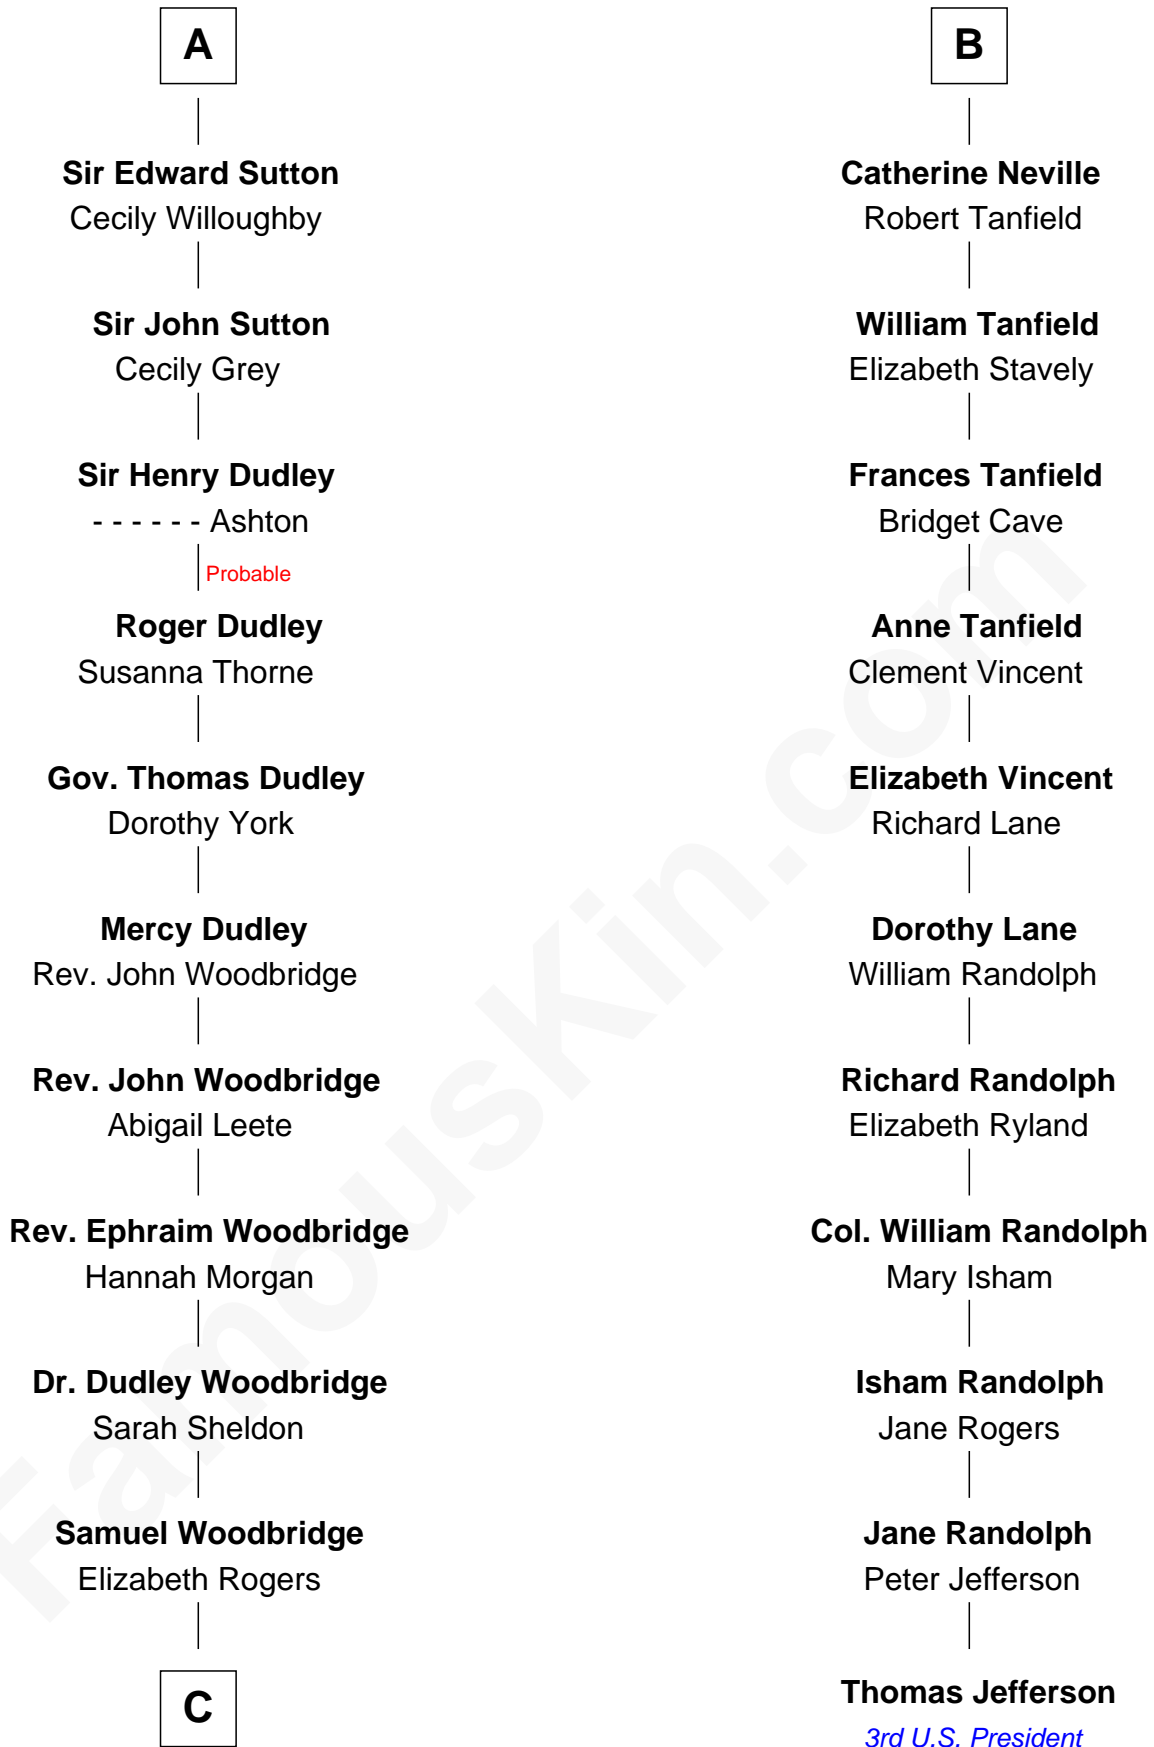 A
Sir Edward Sutton
Cecily Willoughby
Sir John Sutton
Cecily Grey
Sir Henry Dudley
- - - - - - Ashton
Probable
Roger Dudley
Susanna Thorne
Gov. Thomas Dudley
Dorothy York
Mercy Dudley
Rev. John Woodbridge
Rev. John Woodbridge
Abigail Leete
Rev. Ephraim Woodbridge
Hannah Morgan
Dr. Dudley Woodbridge
Sarah Sheldon
Samuel Woodbridge
Elizabeth Rogers
C
B
Catherine Neville
Robert Tanfield
William Tanfield
Elizabeth Stavely
Frances Tanfield
Bridget Cave
Anne Tanfield
Clement Vincent
Elizabeth Vincent
Richard Lane
Dorothy Lane
William Randolph
Richard Randolph
Elizabeth Ryland
Col. William Randolph
Mary Isham
Isham Randolph
Jane Rogers
Jane Randolph
Peter Jefferson
Thomas Jefferson
3rd U.S. President
FamousKin.com